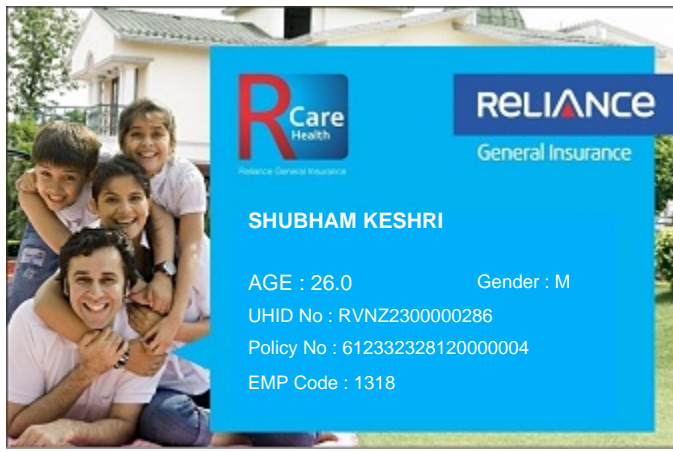 R Care
Health
Reliance General Insurance
RELIANCE
General Insurance
SHUBHAM KESHRI
AGE : 26.0 Gender : M
UHID No : RVNZ2300000286
Policy No : 612332328120000004
EMP Code : 1318